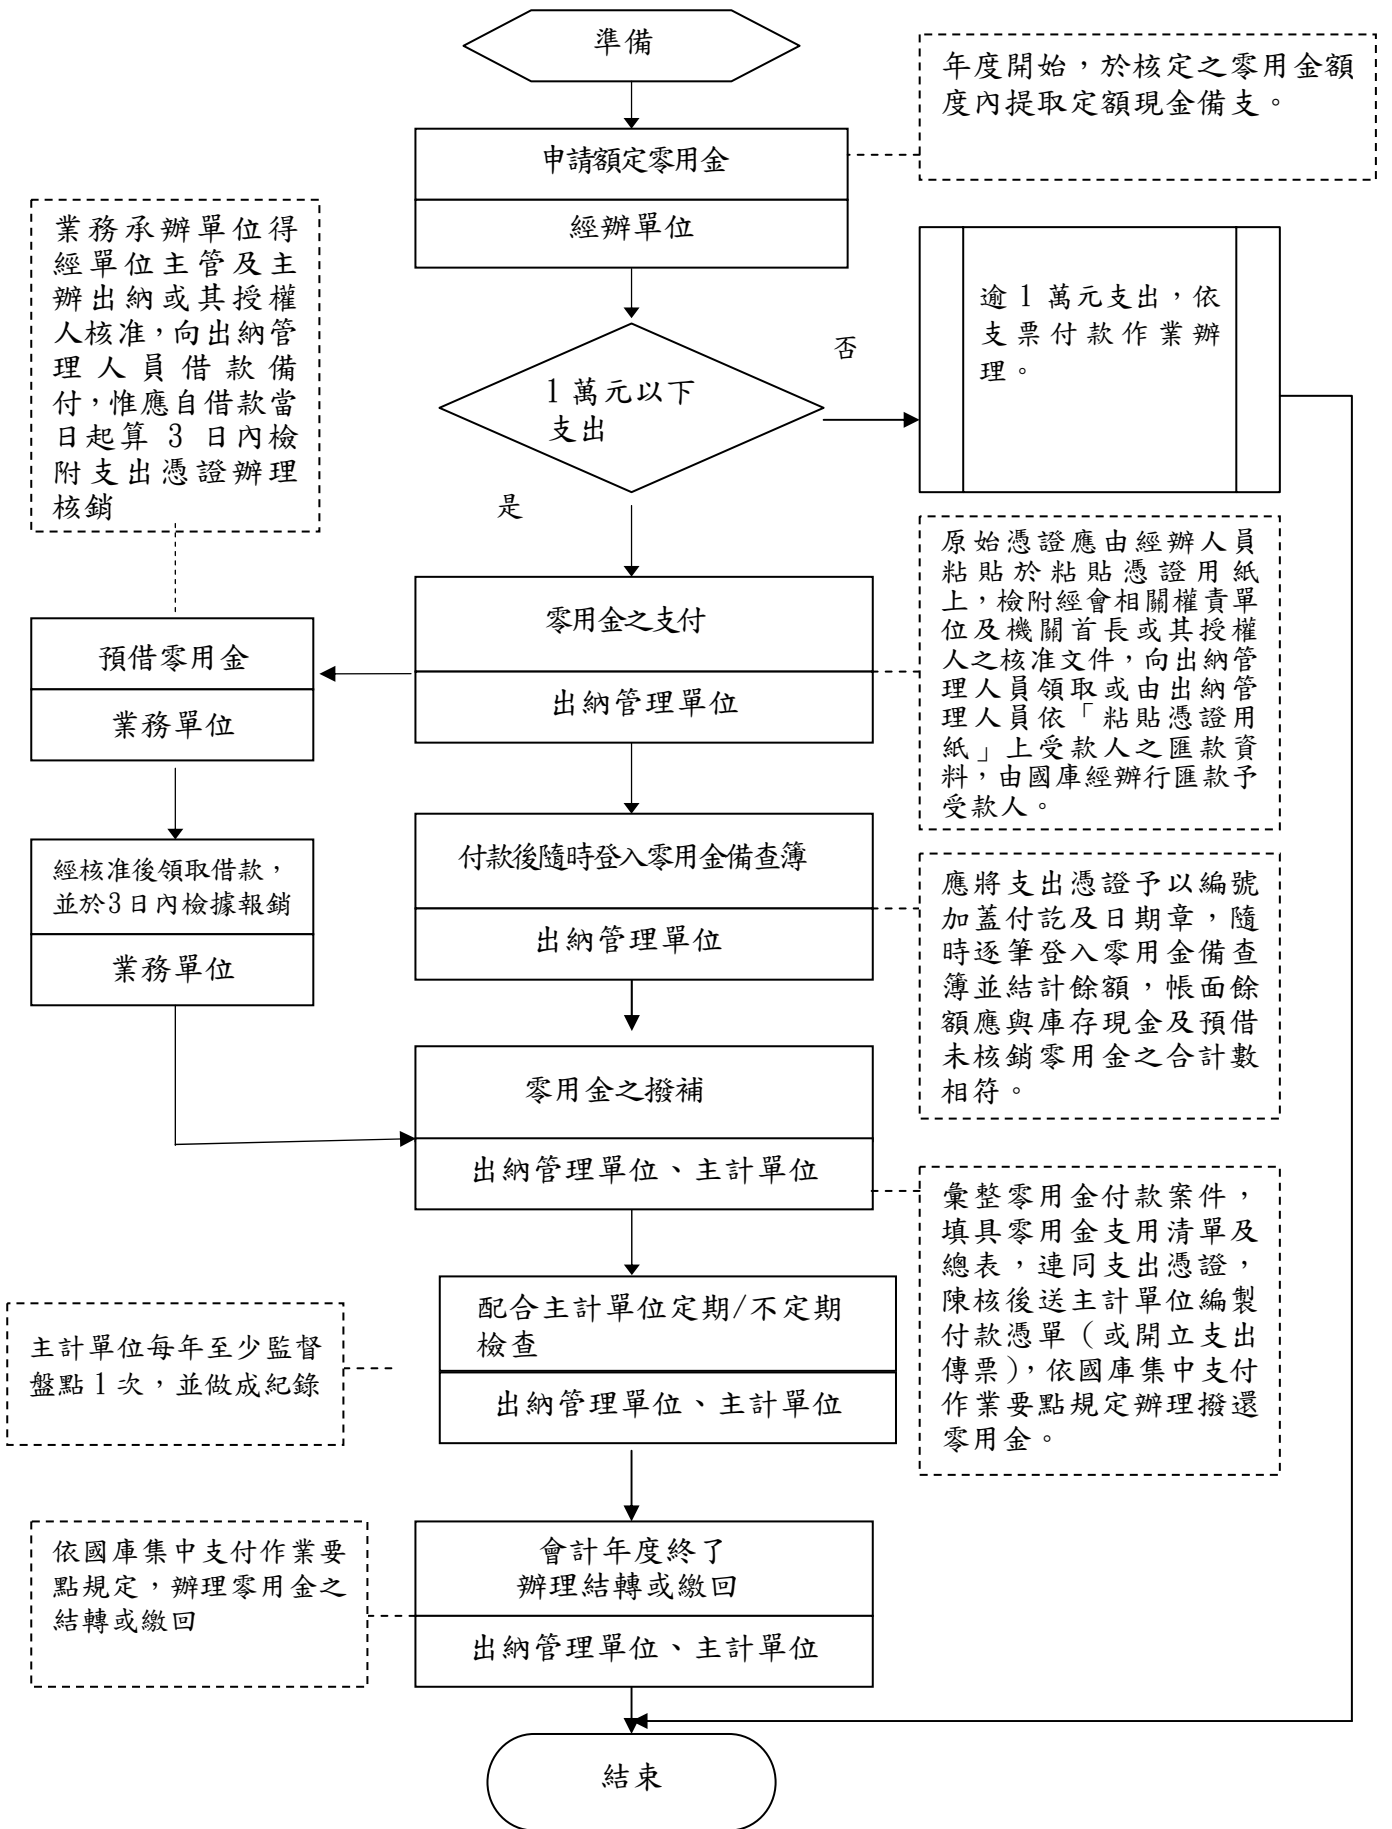 準備
年度開始，於核定之零用金額
度內提取定額現金備支。
申請額定零用金
經辦單位
業務承辦單位得
經單位主管及主
辦出納或其授權
人核准，向出納管
理人員借款備
付，惟應自借款當
日起算 3 日內檢
附支出憑證辦理
核銷
逾 1 萬元支出，依
支票付款作業辦
理。
否
1 萬元以下
支出
是
原始憑證應由經辦人員
粘貼於粘貼憑證用紙
上，檢附經會相關權責單
位及機關首長或其授權
人之核准文件，向出納管
理人員領取或由出納管
理人員依「粘貼憑證用
紙」上受款人之匯款資
料，由國庫經辦行匯款予
受款人。
零用金之支付
出納管理單位
預借零用金
業務單位
付款後隨時登入零用金備查簿
出納管理單位
經核准後領取借款，
並於3日內檢據報銷
業務單位
應將支出憑證予以編號
加蓋付訖及日期章，隨
時逐筆登入零用金備查
簿並結計餘額，帳面餘
額應與庫存現金及預借
未核銷零用金之合計數
相符。
零用金之撥補
出納管理單位、主計單位
彙整零用金付款案件，
填具零用金支用清單及
總表，連同支出憑證，
陳核後送主計單位編製
付款憑單（或開立支出
傳票），依國庫集中支付
作業要點規定辦理撥還
零用金。
配合主計單位定期/不定期
檢查
出納管理單位、主計單位
主計單位每年至少監督
盤點 1 次，並做成紀錄
會計年度終了
辦理結轉或繳回
出納管理單位、主計單位
依國庫集中支付作業要
點規定，辦理零用金之
結轉或繳回
結束